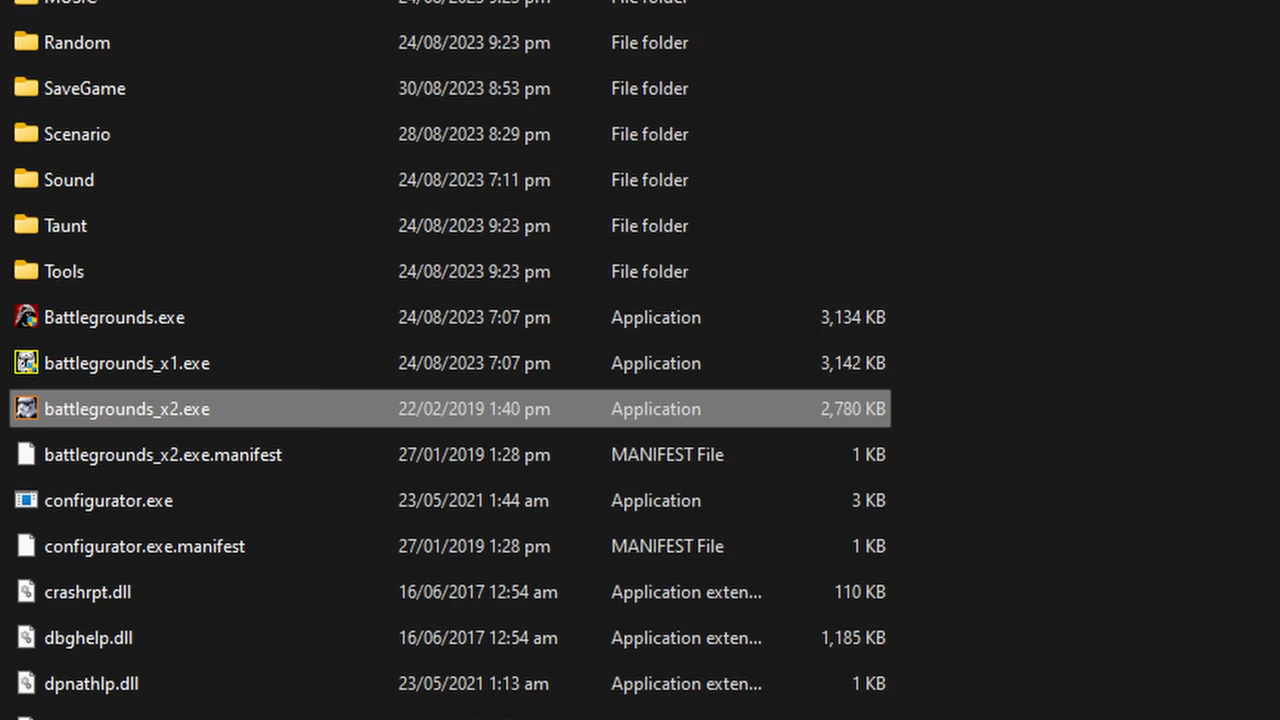 Music 24/08/2023 9:23 pm File folder
Random 24/08/2023 9:23 pm File folder
SaveGame 30/08/2023 8:53 pm File folder
Scenario 28/08/2023 8:29 pm File folder
Sound 24/08/2023 7:11 pm File folder
Taunt 24/08/2023 9:23 pm File folder
Tools 24/08/2023 9:23 pm File folder
Battlegrounds.exe 24/08/2023 7:07 pm Application 3,134 KB
battlegrounds_x1.exe 24/08/2023 7:07 pm Application 3,142 KB
battlegrounds_x2.exe 22/02/2019 1:40 pm Application 2,780 KB
battlegrounds_x2.exe.manifest 27/01/2019 1:28 pm MANIFEST File 1 KB
configurator.exe 23/05/2021 1:44 am Application 3 KB
configurator.exe.manifest 27/01/2019 1:28 pm MANIFEST File 1 KB
crashrpt.dll 16/06/2017 12:54 am Application exten... 110 KB
dbghelp.dll 16/06/2017 12:54 am Application exten... 1,185 KB
dpnathlp.dll 23/05/2021 1:13 am Application exten... 1 KB